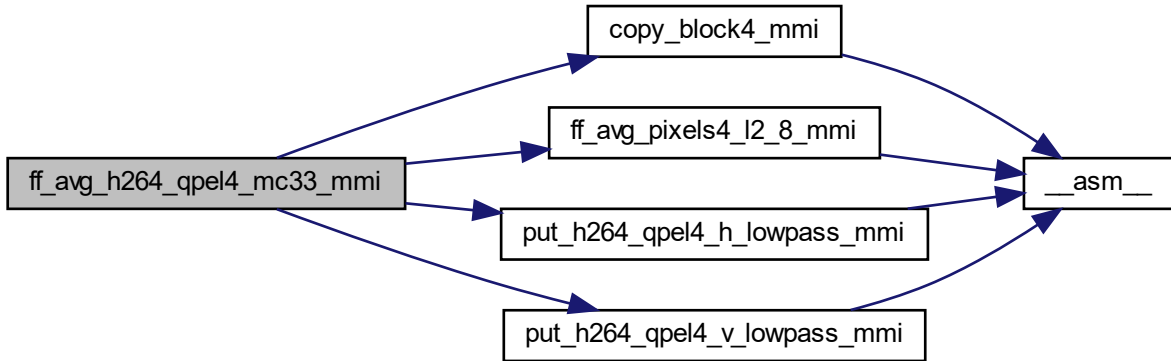 copy_block4_mmi
ff_avg_pixels4_l2_8_mmi
ff_avg_h264_qpel4_mc33_mmi
__asm__
put_h264_qpel4_h_lowpass_mmi
put_h264_qpel4_v_lowpass_mmi